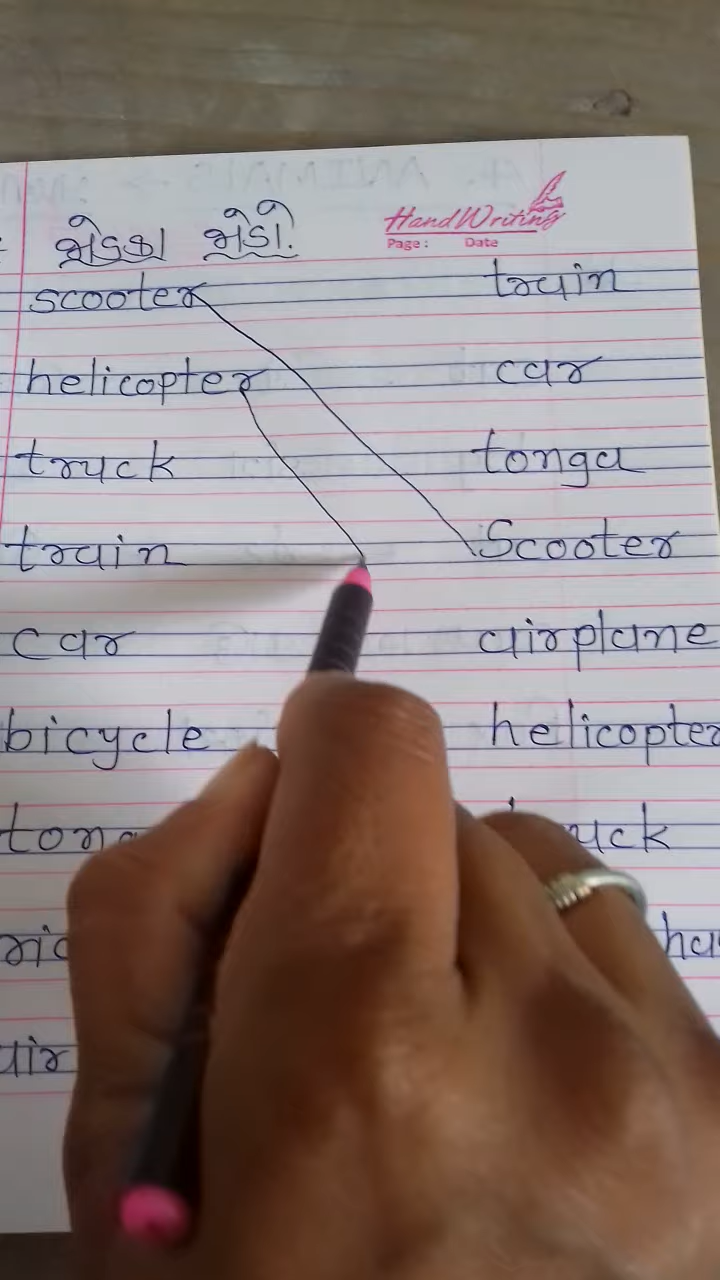 જોડકા જોડો.
HandWriting
Page: Date
scooter train
helicopter car
truck tonga
train Scooter
car airplane
bicycle helicopter